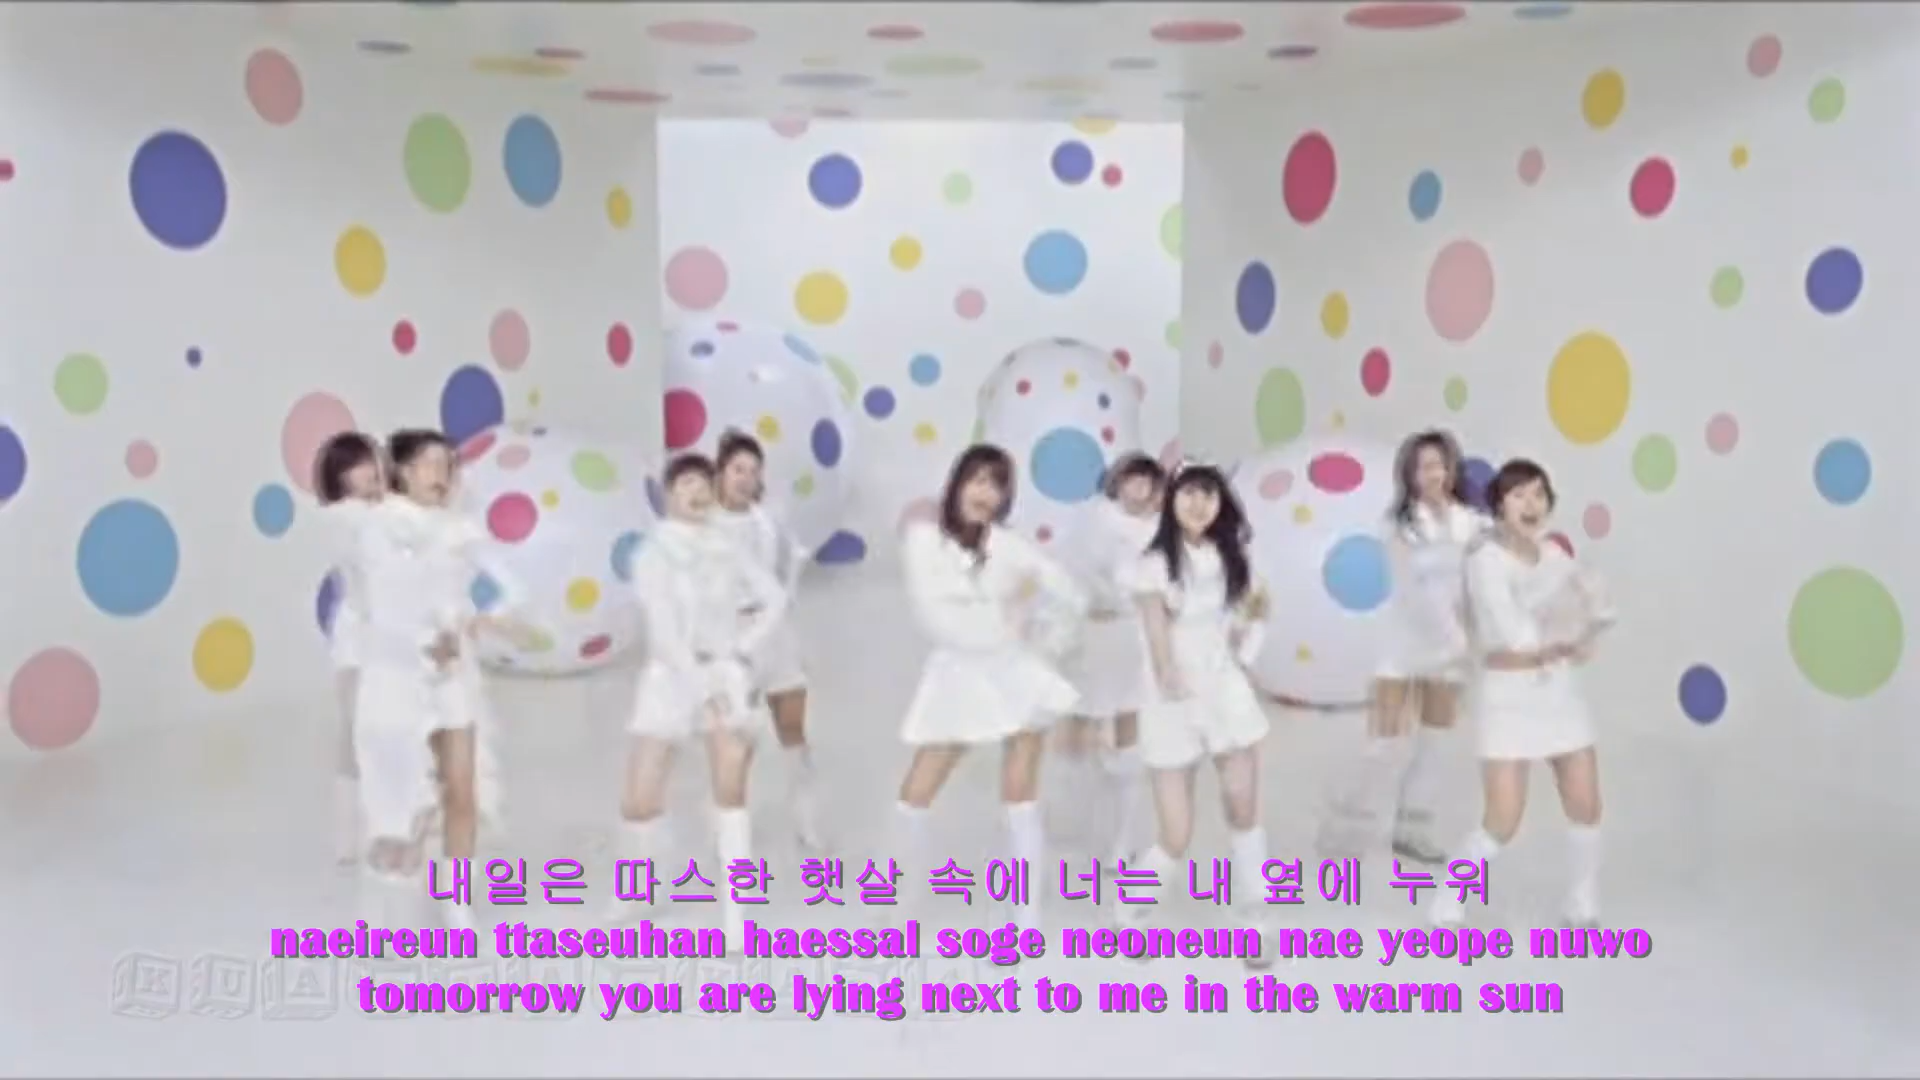 내일은 따스한 햇살 속에 너는 내 옆에 누워
naeireun ttaseuhan haessal soge neoneun nae yeope nuwo
tomorrow you are lying next to me in the warm sun